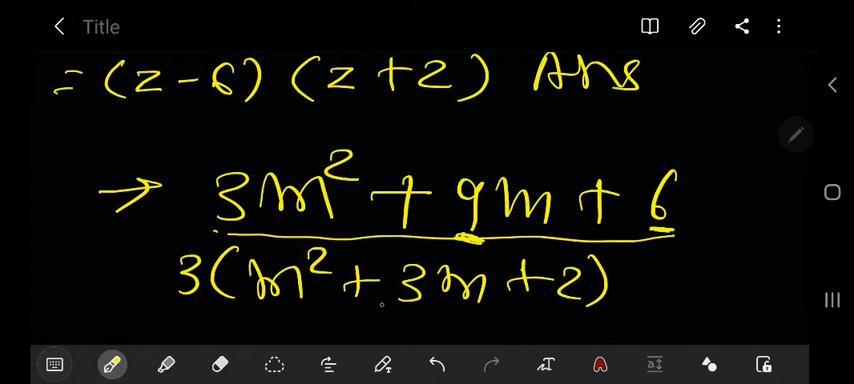 Title
= (z - 6) (z + 2) Ans
→ 3m² + 9m + 6
3(m² + 3m + 2)